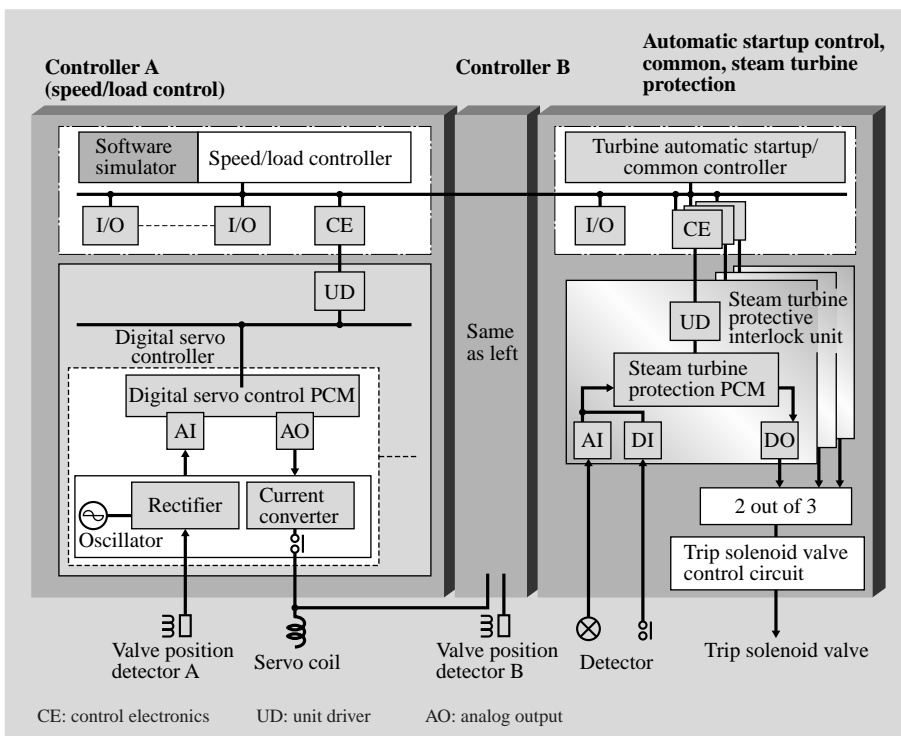 Controller A
(speed/load control)
Controller B
Automatic startup control,
common, steam turbine
protection
Software
simulator
Speed/load controller
I/O
I/O
CE
UD
Digital servo
controller
Digital servo control PCM
AI
AO
Rectifier
Current
converter
Oscillator
Same
as left
Turbine automatic startup/
common controller
I/O
CE
UD
Steam turbine
protective
interlock unit
Steam turbine
protection PCM
AI
DI
DO
2 out of 3
Trip solenoid valve
control circuit
Valve position
detector A
Servo coil
Valve position
detector B
Detector
Trip solenoid valve
CE: control electronics
UD: unit driver
AO: analog output